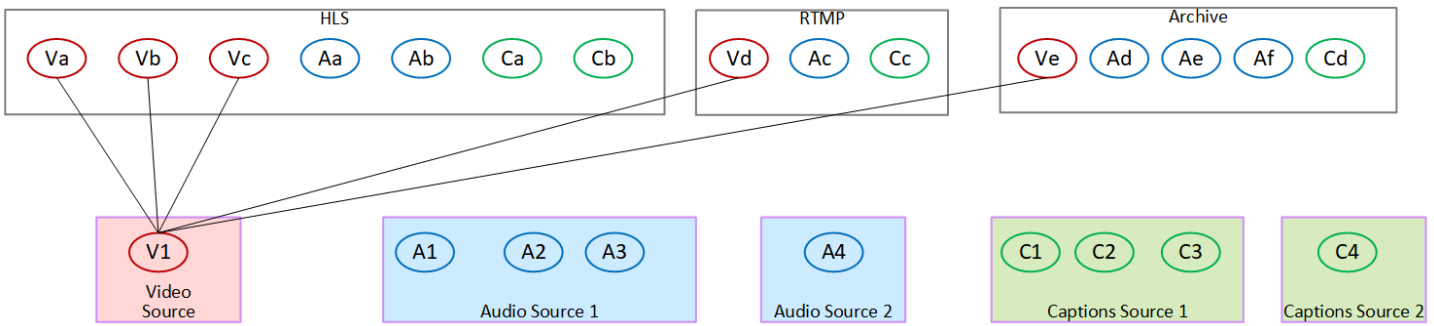 HLS
Va Vb Vc Aa Ab Ca Cb
RTMP
Vd Ac Cc
Archive
Ve Ad Ae Af Cd
V1
Video
Source
A1 A2 A3
Audio Source 1
A4
Audio Source 2
C1 C2 C3
Captions Source 1
C4
Captions Source 2